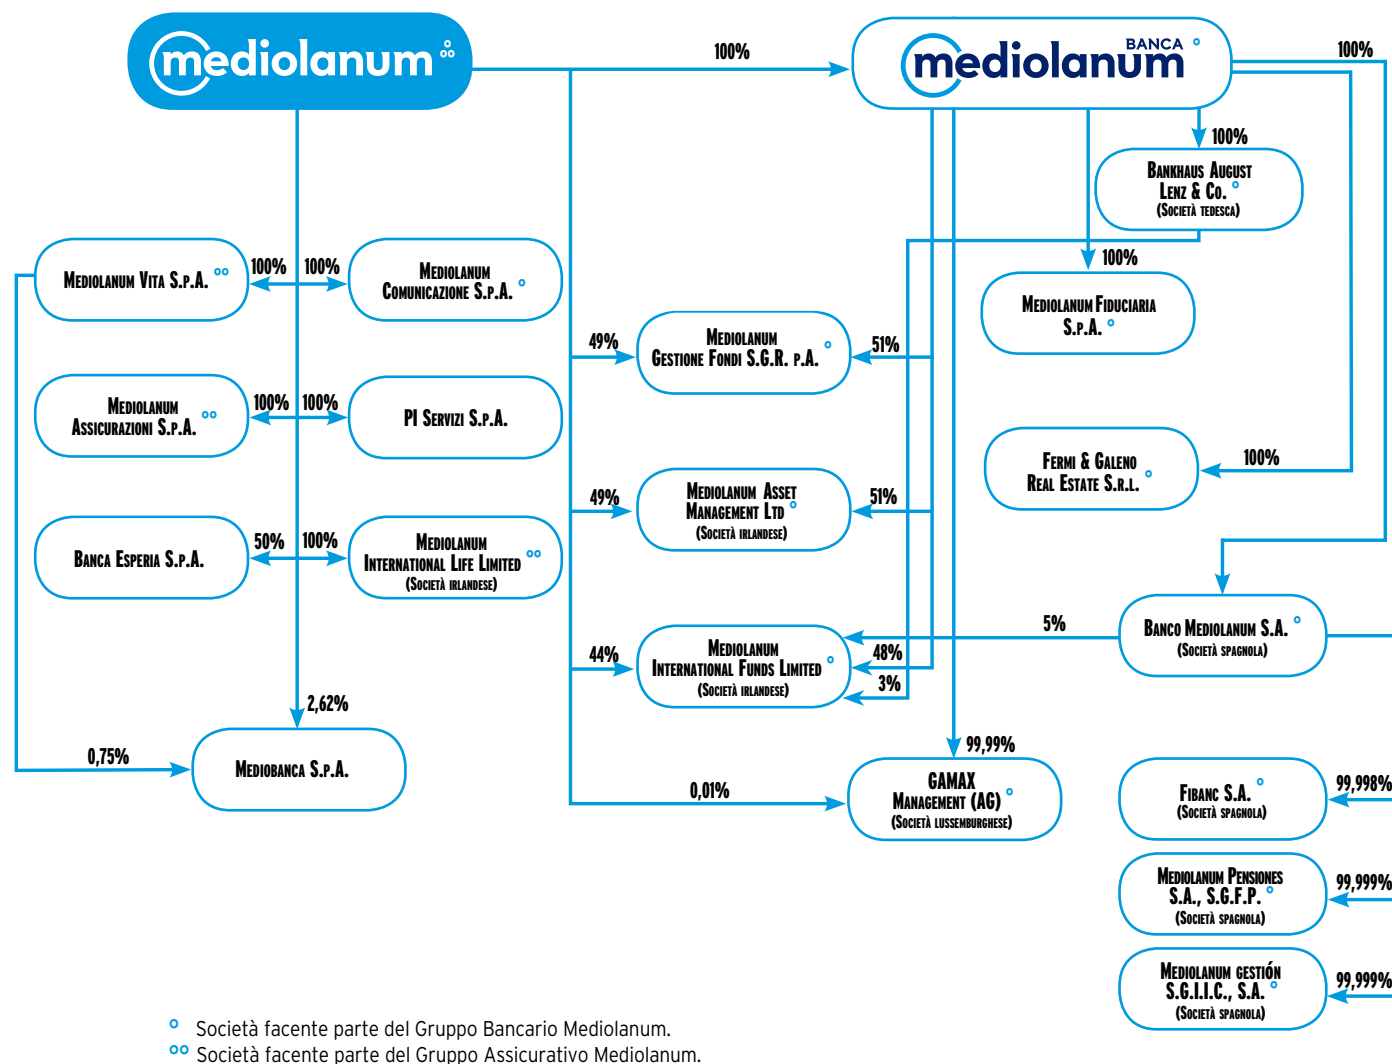 mediolanum °
°°
100%
BANCA °
mediolanum
100%
100%
BANKHAUS AUGUST
LENZ & CO. °
(SOCIETÀ TEDESCA)
MEDIOLANUM VITA S.P.A. °°
100%
100%
MEDIOLANUM
COMUNICAZIONE S.P.A. °
100%
MEDIOLANUM FIDUCIARIA
S.P.A. °
49%
MEDIOLANUM
GESTIONE FONDI S.G.R. P.A. °
51%
MEDIOLANUM
ASSICURAZIONI S.P.A. °°
100%
100%
PI SERVIZI S.P.A.
FERMI & GALENO
REAL ESTATE S.R.L. °
100%
49%
MEDIOLANUM ASSET
MANAGEMENT LTD °
(SOCIETÀ IRLANDESE)
51%
BANCA ESPERIA S.P.A.
50%
100%
MEDIOLANUM
INTERNATIONAL LIFE LIMITED °°
(SOCIETÀ IRLANDESE)
44%
MEDIOLANUM
INTERNATIONAL FUNDS LIMITED °
(SOCIETÀ IRLANDESE)
48%
3%
5%
BANCO MEDIOLANUM S.A. °
(SOCIETÀ SPAGNOLA)
2,62%
0,75%
MEDIOBANCA S.P.A.
0,01%
99,99%
GAMAX
MANAGEMENT (AG) °
(SOCIETÀ LUSSEMBURGHESE)
FIBANC S.A. °
(SOCIETÀ SPAGNOLA)
99,998%
MEDIOLANUM PENSIONES
S.A., S.G.F.P. °
(SOCIETÀ SPAGNOLA)
99,999%
MEDIOLANUM GESTIÓN
S.G.I.I.C., S.A. °
(SOCIETÀ SPAGNOLA)
99,999%
° Società facente parte del Gruppo Bancario Mediolanum.
°° Società facente parte del Gruppo Assicurativo Mediolanum.